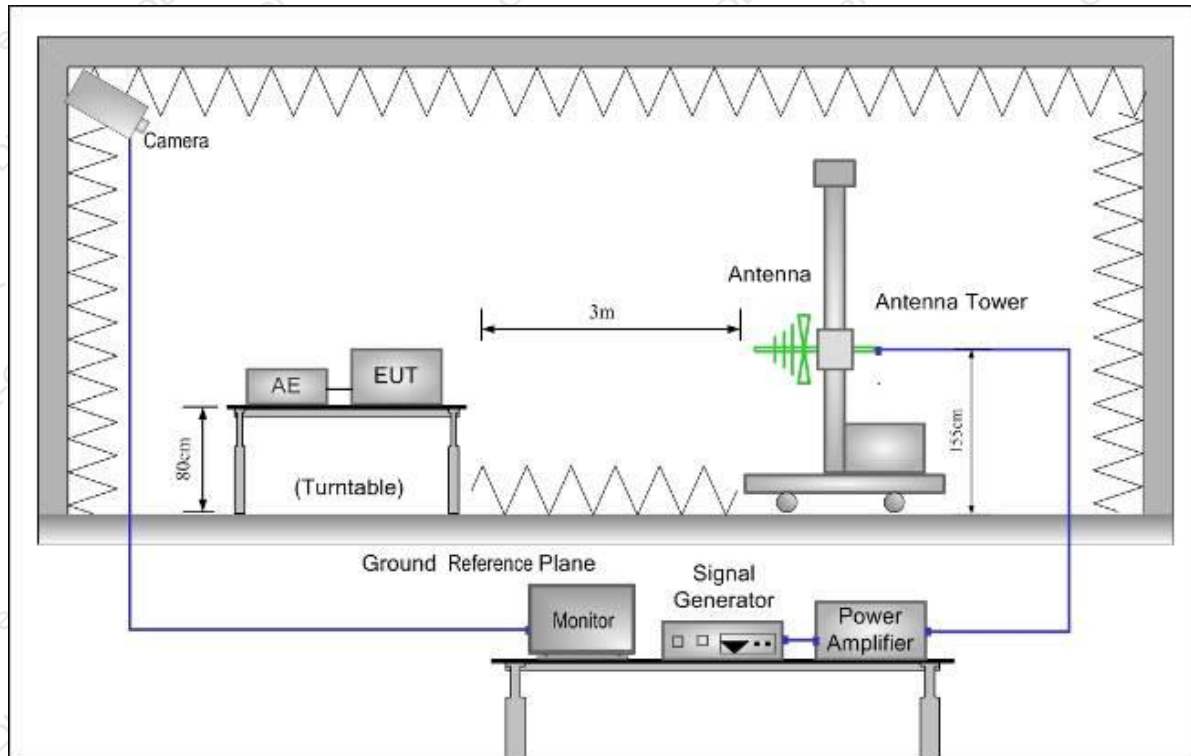 Camera
Antenna
Antenna Tower
3m
AE
EUT
80cm
(Turntable)
155cm
Ground Reference Plane
Signal
Generator
Monitor
Power
Amplifier